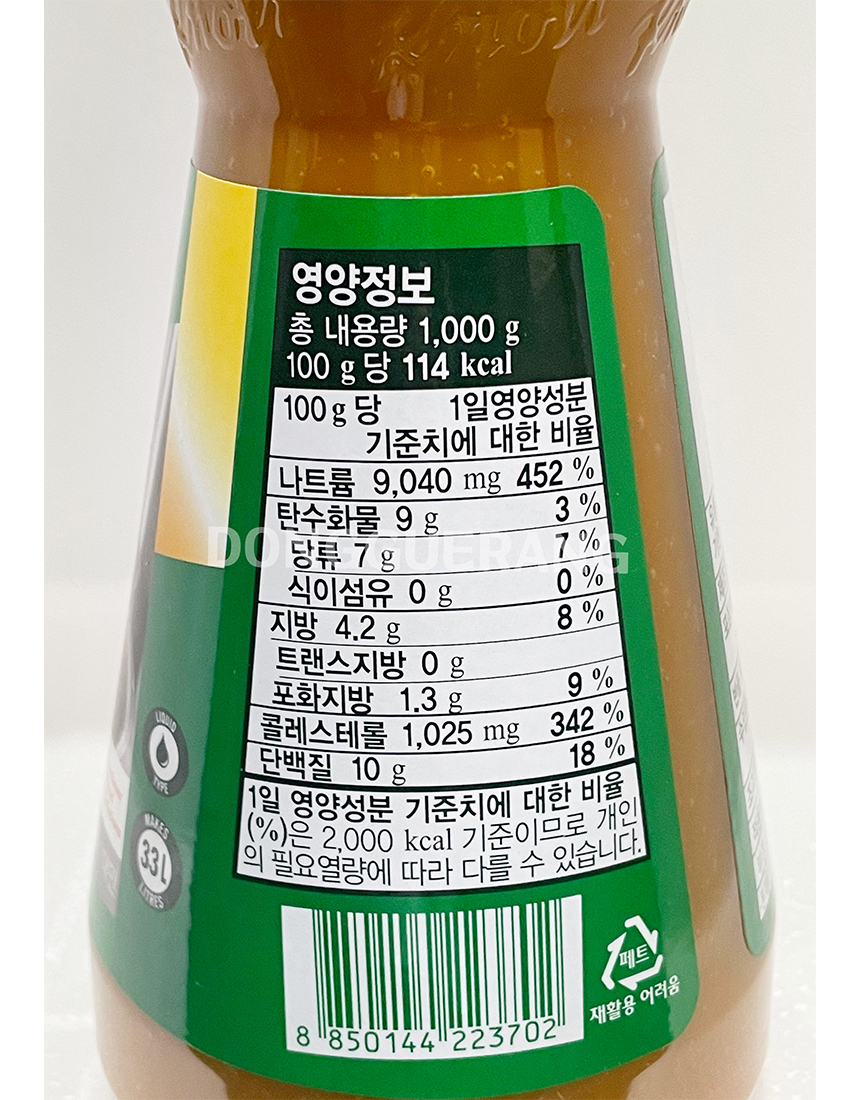 영양정보
총 내용량 1,000 g
100 g 당 114 kcal
100 g 당 1일영양성분
기준치에 대한 비율
나트륨 9,040 mg 452 %
탄수화물 9 g 3 %
당류 7 g 7 %
식이섬유 0 g 0 %
지방 4.2 g 8 %
트랜스지방 0 g
포화지방 1.3 g 9 %
콜레스테롤 1,025 mg 342 %
단백질 10 g 18 %
1일 영양성분 기준치에 대한 비율
(%)은 2,000 kcal 기준이므로 개인
의 필요열량에 따라 다를 수 있습니다.
DONGGUERANG
LIQUID
TYPE
MAKES
33L
LITRES
8 850144 223702
페트
재활용 어려움